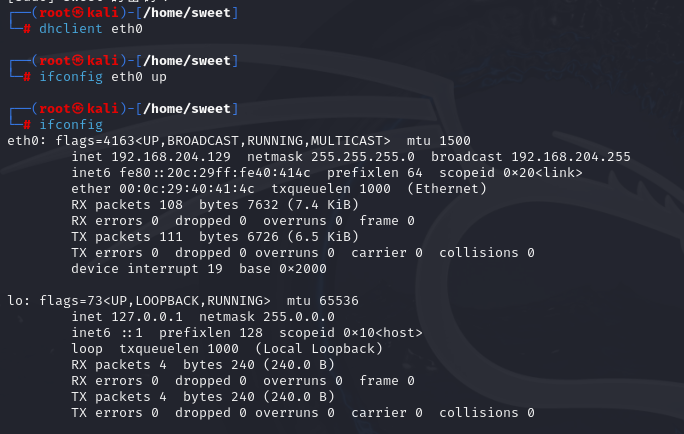 ┌──(root㉿kali)-[/home/sweet]
└─# dhclient eth0
┌──(root㉿kali)-[/home/sweet]
└─# ifconfig eth0 up
┌──(root㉿kali)-[/home/sweet]
└─# ifconfig
eth0: flags=4163<UP,BROADCAST,RUNNING,MULTICAST>  mtu 1500
        inet 192.168.204.129  netmask 255.255.255.0  broadcast 192.168.204.255
        inet6 fe80::20c:29ff:fe40:414c  prefixlen 64  scopeid 0×20<link>
        ether 00:0c:29:40:41:4c  txqueuelen 1000  (Ethernet)
        RX packets 108  bytes 7632 (7.4 KiB)
        RX errors 0  dropped 0  overruns 0  frame 0
        TX packets 111  bytes 6726 (6.5 KiB)
        TX errors 0  dropped 0 overruns 0  carrier 0  collisions 0
        device interrupt 19  base 0×2000
lo: flags=73<UP,LOOPBACK,RUNNING>  mtu 65536
        inet 127.0.0.1  netmask 255.0.0.0
        inet6 ::1  prefixlen 128  scopeid 0×10<host>
        loop  txqueuelen 1000  (Local Loopback)
        RX packets 4  bytes 240 (240.0 B)
        RX errors 0  dropped 0  overruns 0  frame 0
        TX packets 4  bytes 240 (240.0 B)
        TX errors 0  dropped 0 overruns 0  carrier 0  collisions 0